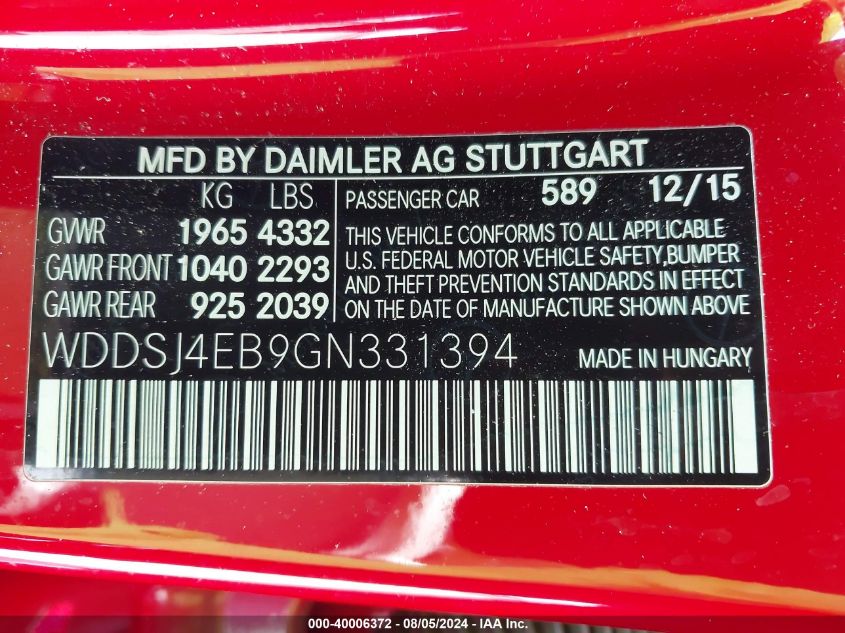 MFD BY DAIMLER AG STUTTGART
KG LBS
GVWR 1965 4332
GAWR FRONT 1040 2293
GAWR REAR 925 2039
PASSENGER CAR 589 12/15
THIS VEHICLE CONFORMS TO ALL APPLICABLE
U.S. FEDERAL MOTOR VEHICLE SAFETY,BUMPER
AND THEFT PREVENTION STANDARDS IN EFFECT
ON THE DATE OF MANUFACTURE SHOWN ABOVE
WDDSJ4EB9GN331394 MADE IN HUNGARY
000-40006372 - 08/05/2024 - IAA Inc.